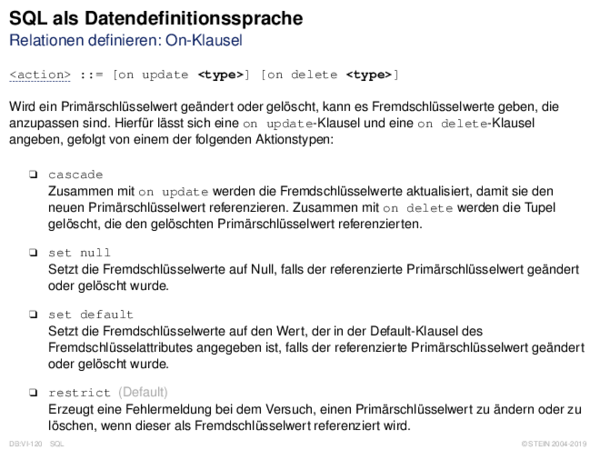 SQL als Datendefinitionssprache
Relationen definieren: On-Klausel
<action> ::= [on update <type>] [on delete <type>]
Wird ein Primärschlüsselwert geändert oder gelöscht, kann es Fremdschlüsselwerte geben, die
anzupassen sind. Hierfür lässt sich eine on update-Klausel und eine on delete-Klausel
angeben, gefolgt von einem der folgenden Aktionstypen:
❑ cascade
Zusammen mit on update werden die Fremdschlüsselwerte aktualisiert, damit sie den
neuen Primärschlüsselwert referenzieren. Zusammen mit on delete werden die Tupel
gelöscht, die den gelöschten Primärschlüsselwert referenzierten.
❑ set null
Setzt die Fremdschlüsselwerte auf Null, falls der referenzierte Primärschlüsselwert geändert
oder gelöscht wurde.
❑ set default
Setzt die Fremdschlüsselwerte auf den Wert, der in der Default-Klausel des
Fremdschlüsselattributes angegeben ist, falls der referenzierte Primärschlüsselwert geändert
oder gelöscht wurde.
❑ restrict (Default)
Erzeugt eine Fehlermeldung bei dem Versuch, einen Primärschlüsselwert zu ändern oder zu
löschen, wenn dieser als Fremdschlüsselwert referenziert wird.
DB:VI-120 SQL © STEIN 2004-2019